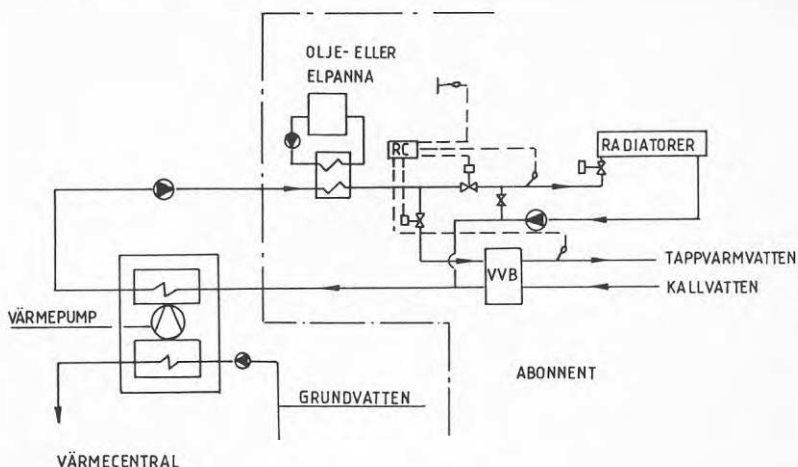 OLJE- ELLER
ELPANNA
RC
RADIATORER
VVB
TAPPVARMVATTEN
KALLVATTEN
VÄRMEPUMP
GRUNDVATTEN
ABONNENT
VÄRMECENTRAL